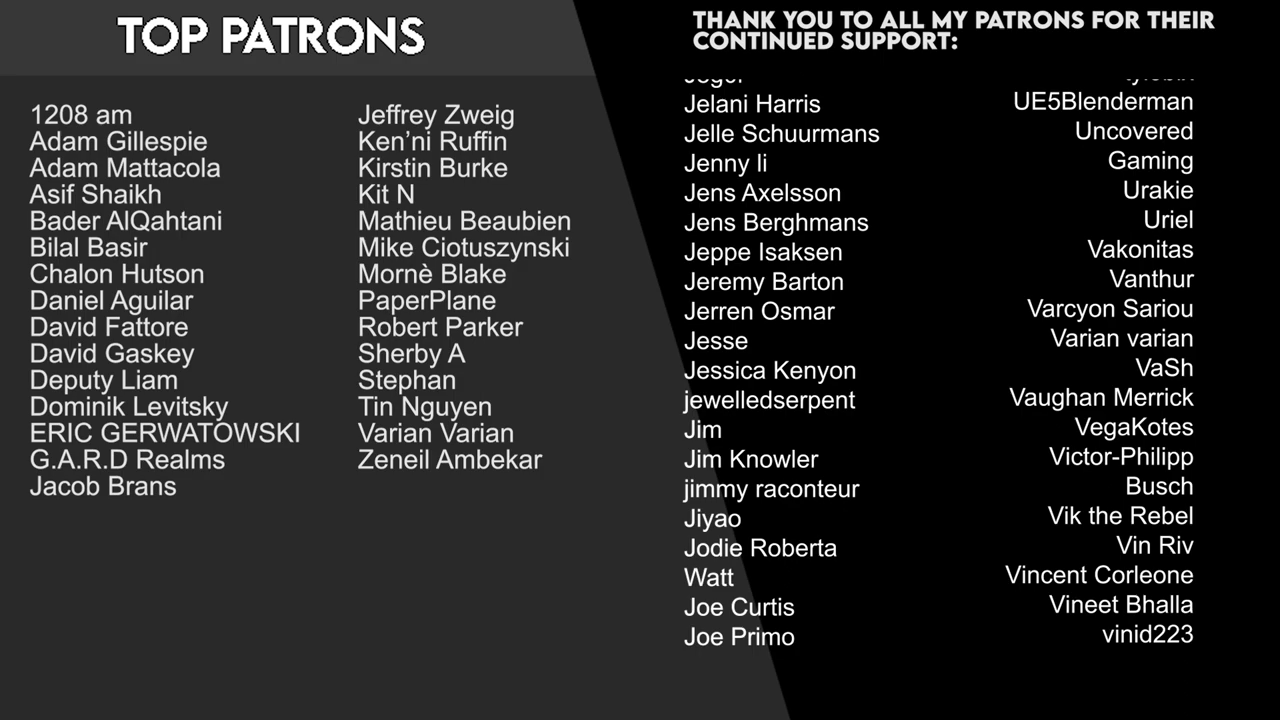 TOP PATRONS
1208 am
Adam Gillespie
Adam Mattacola
Asif Shaikh
Bader AlQahtani
Bilal Basir
Chalon Hutson
Daniel Aguilar
David Fattore
David Gaskey
Deputy Liam
Dominik Levitsky
ERIC GERWATOWSKI
G.A.R.D Realms
Jacob Brans
Jeffrey Zweig
Ken’ni Ruffin
Kirstin Burke
Kit N
Mathieu Beaubien
Mike Ciotuszynski
Mornè Blake
PaperPlane
Robert Parker
Sherby A
Stephan
Tin Nguyen
Varian Varian
Zeneil Ambekar
THANK YOU TO ALL MY PATRONS FOR THEIR
CONTINUED SUPPORT:
Jelani Harris
Jelle Schuurmans
Jenny li
Jens Axelsson
Jens Berghmans
Jeppe Isaksen
Jeremy Barton
Jerren Osmar
Jesse
Jessica Kenyon
jewelledserpent
Jim
Jim Knowler
jimmy raconteur
Jiyao
Jodie Roberta
Watt
Joe Curtis
Joe Primo
UE5Blenderman
Uncovered
Gaming
Urakie
Uriel
Vakonitas
Vanthur
Varcyon Sariou
Varian varian
VaSh
Vaughan Merrick
VegaKotes
Victor-Philipp
Busch
Vik the Rebel
Vin Riv
Vincent Corleone
Vineet Bhalla
vinid223